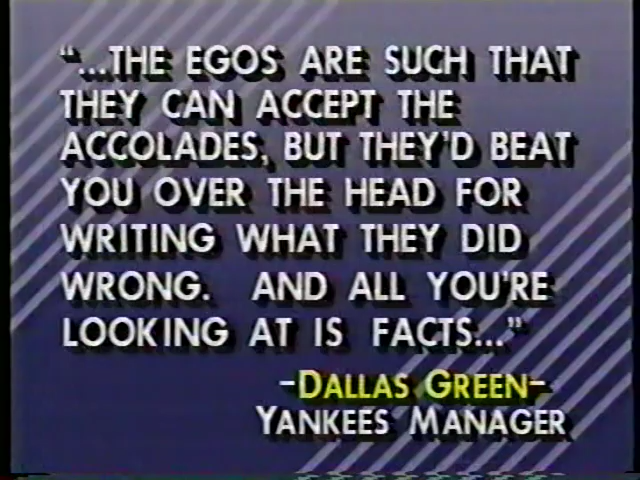 “...THE EGOS ARE SUCH THAT
THEY CAN ACCEPT THE
ACCOLADES, BUT THEY'D BEAT
YOU OVER THE HEAD FOR
WRITING WHAT THEY DID
WRONG. AND ALL YOU'RE
LOOKING AT IS FACTS...”
-DALLAS GREEN-
YANKEES MANAGER